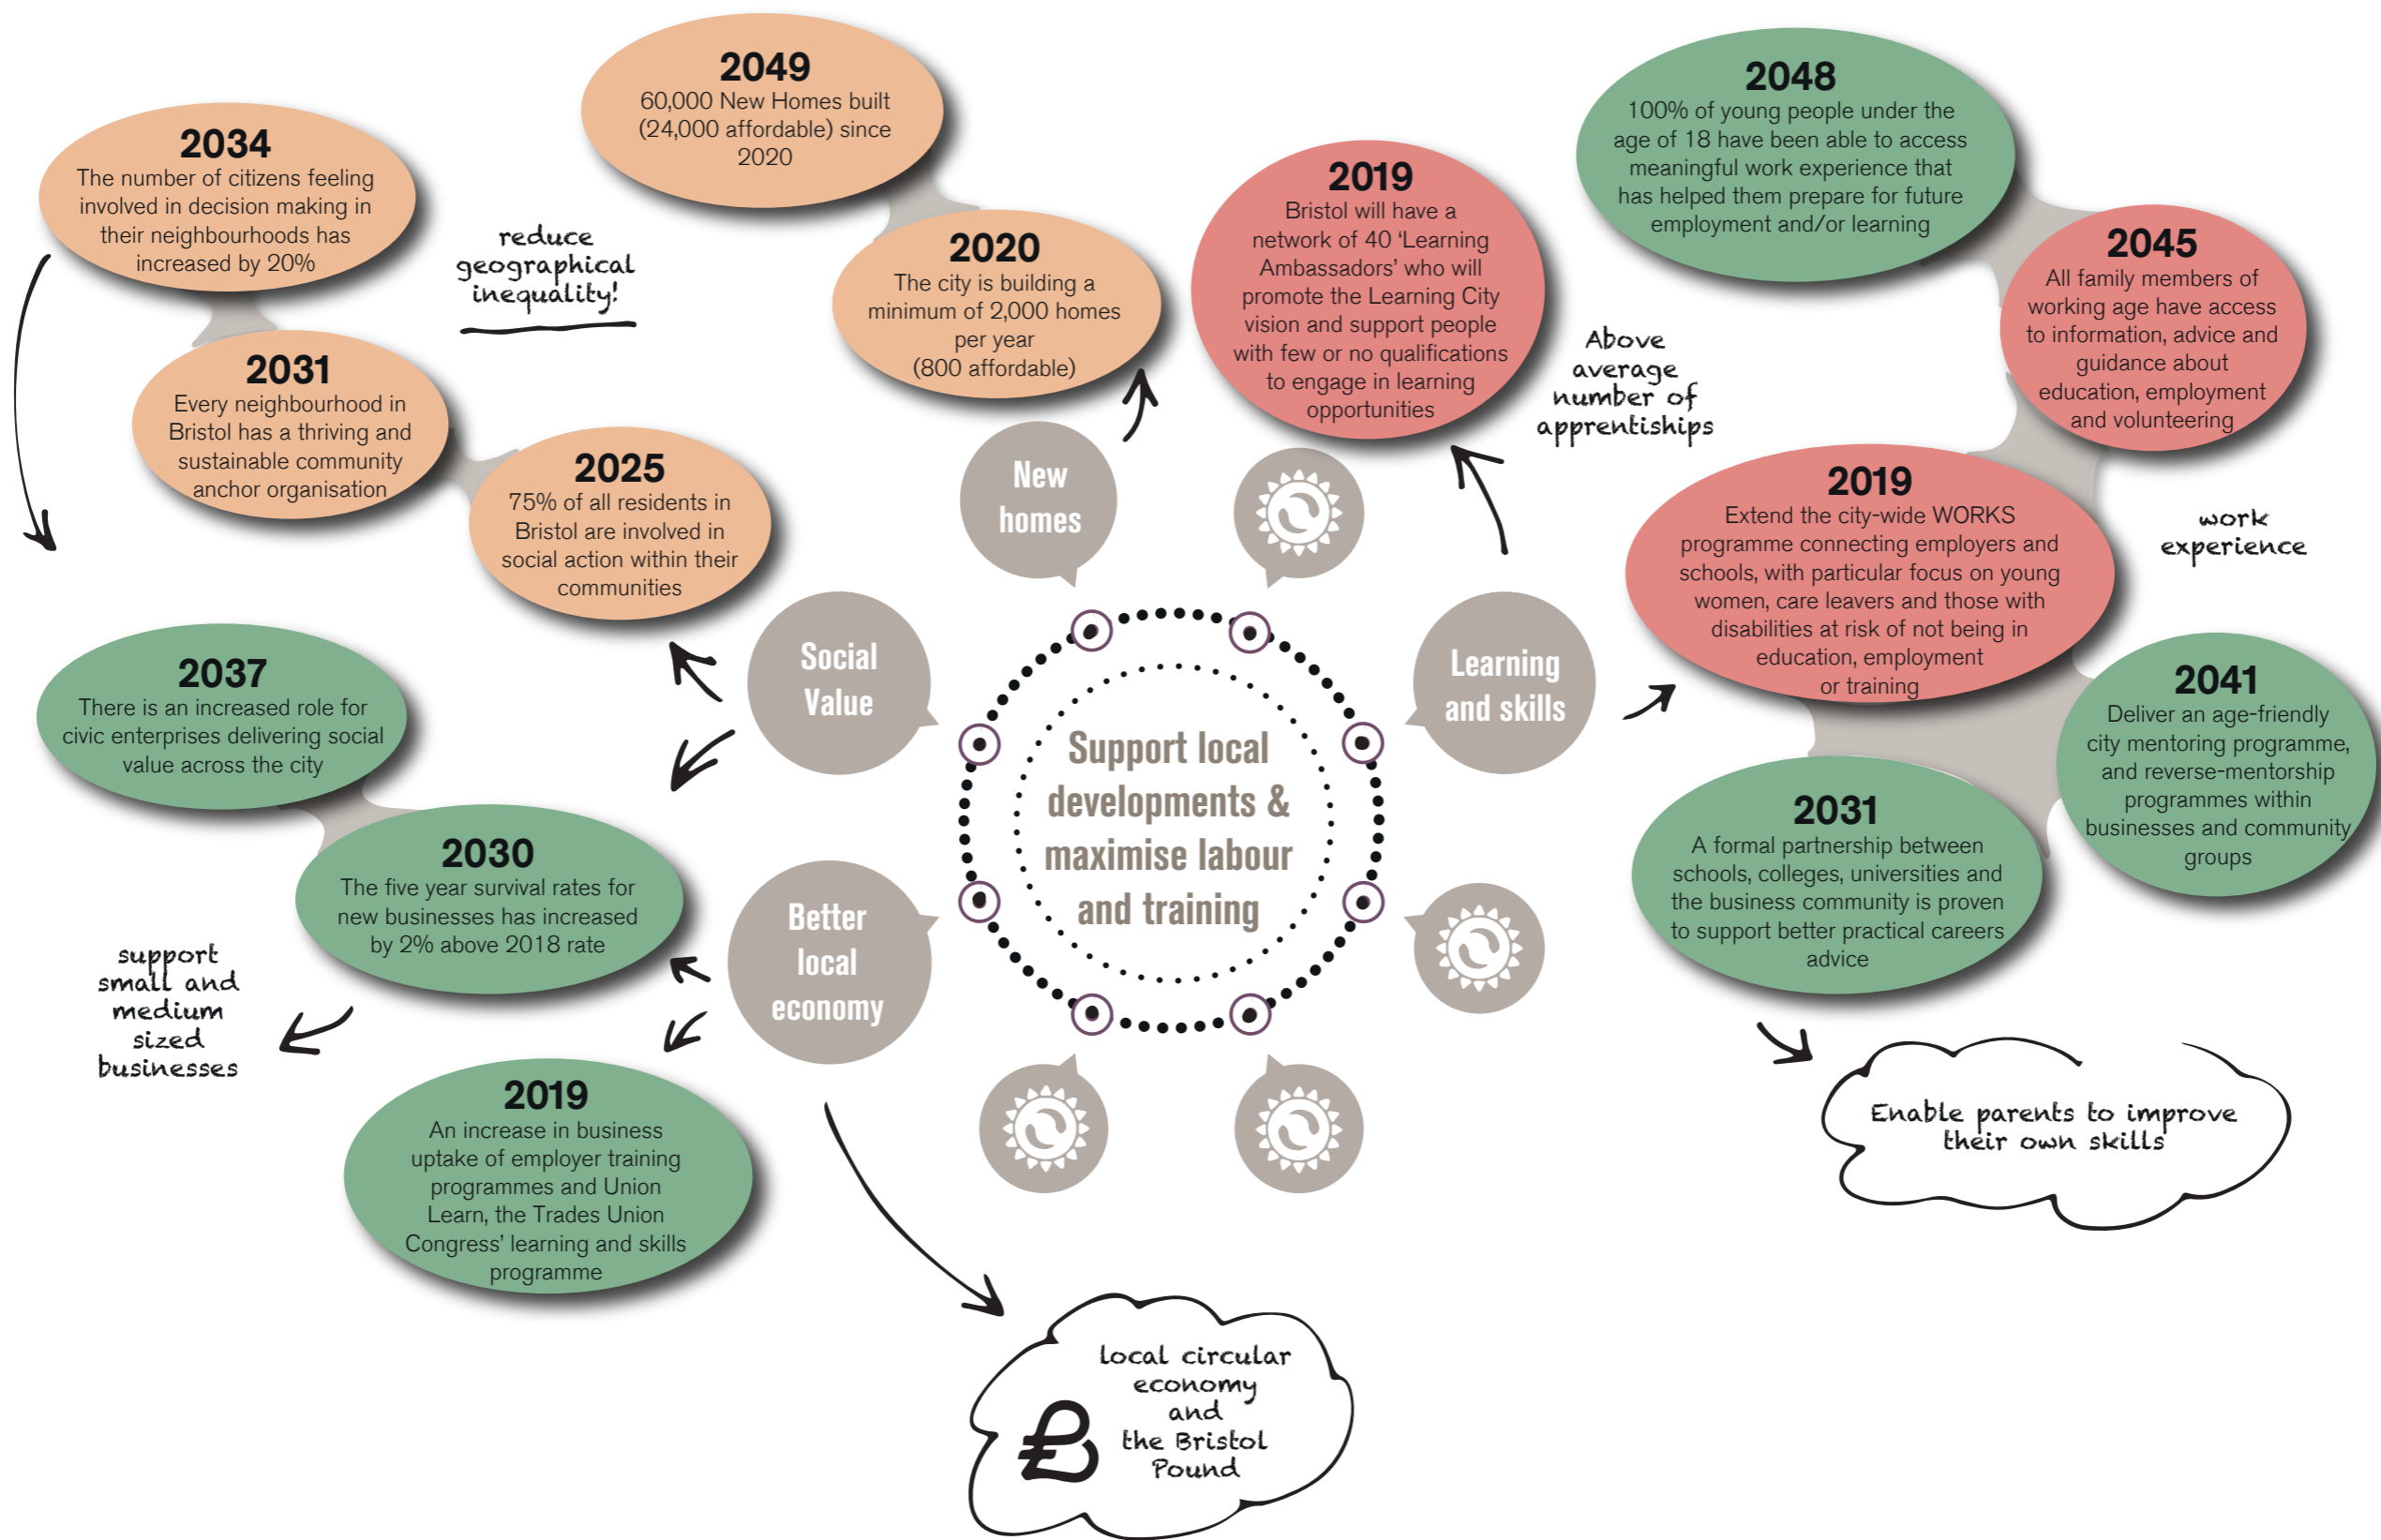 2034
The number of citizens feeling
involved in decision making in
their neighbourhoods has
increased by 20%
reduce
geographical
inequality!
2031
Every neighbourhood in
Bristol has a thriving and
sustainable community
anchor organisation
2025
75% of all residents in
Bristol are involved in
social action within their
communities
2049
60,000 New Homes built
(24,000 affordable) since
2020
2020
The city is building a
minimum of 2,000 homes
per year
(800 affordable)
New
homes
2019
Bristol will have a
network of 40 ‘Learning
Ambassadors’ who will
promote the Learning City
vision and support people
with few or no qualifications
to engage in learning
opportunities
Above
average
number of
apprentiships
2048
100% of young people under the
age of 18 have been able to access
meaningful work experience that
has helped them prepare for future
employment and/or learning
2045
All family members of
working age have access
to information, advice and
guidance about
education, employment
and volunteering
2019
Extend the city-wide WORKS
programme connecting employers and
schools, with particular focus on young
women, care leavers and those with
disabilities at risk of not being in
education, employment
or training
work
experience
2041
Deliver an age-friendly
city mentoring programme,
and reverse-mentorship
programmes within
businesses and community
groups
2031
A formal partnership between
schools, colleges, universities and
the business community is proven
to support better practical careers
advice
Enable parents to improve
their own skills
Learning
and skills
Social
Value
Support local
developments &
maximise labour
and training
Better
local
economy
2037
There is an increased role for
civic enterprises delivering social
value across the city
2030
The five year survival rates for
new businesses has increased
by 2% above 2018 rate
support
small and
medium
sized
businesses
2019
An increase in business
uptake of employer training
programmes and Union
Learn, the Trades Union
Congress’ learning and skills
programme
local circular
economy
and
the Bristol
Pound